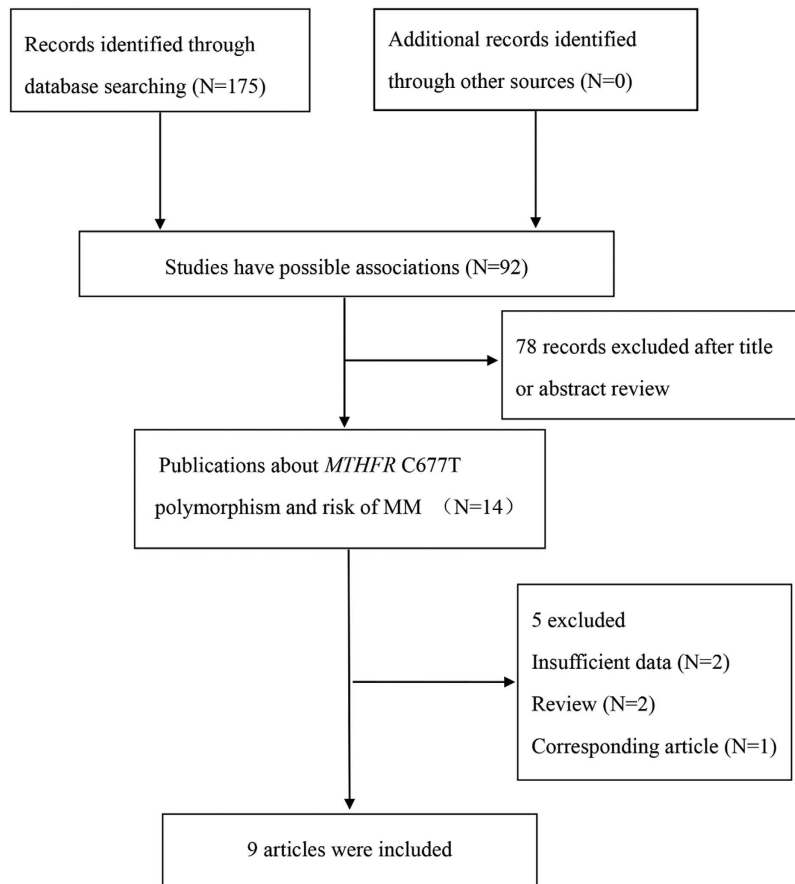 Records identified through
database searching (N=175)
Additional records identified
through other sources (N=0)
Studies have possible associations (N=92)
78 records excluded after title
or abstract review
Publications about MTHFR C677T
polymorphism and risk of MM （N=14）
5 excluded
Insufficient data (N=2)
Review (N=2)
Corresponding article (N=1)
9 articles were included